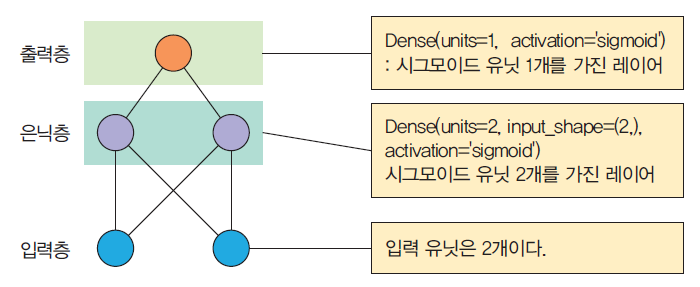 출력층
Dense(units=1, activation='sigmoid')
: 시그모이드 유닛 1개를 가진 레이어
은닉층
Dense(units=2, input_shape=(2,),
activation='sigmoid')
시그모이드 유닛 2개를 가진 레이어
입력층
입력 유닛은 2개이다.